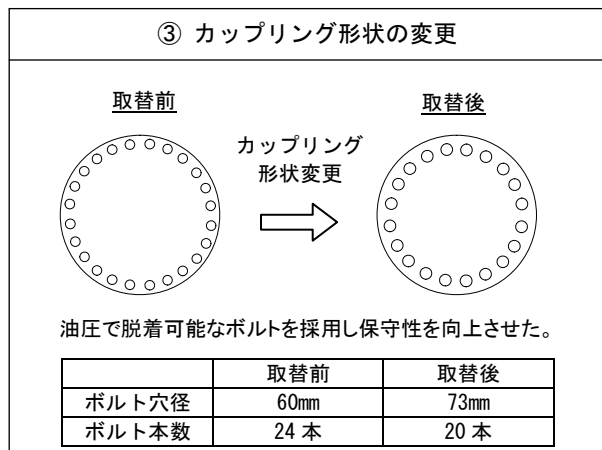 ③ カップリング形状の変更
取替前
取替後
カップリング
形状変更
油圧で脱着可能なボルトを採用し保守性を向上させた。
取替前 取替後
ボルト穴径 60mm 73mm
ボルト本数 24 本 20 本